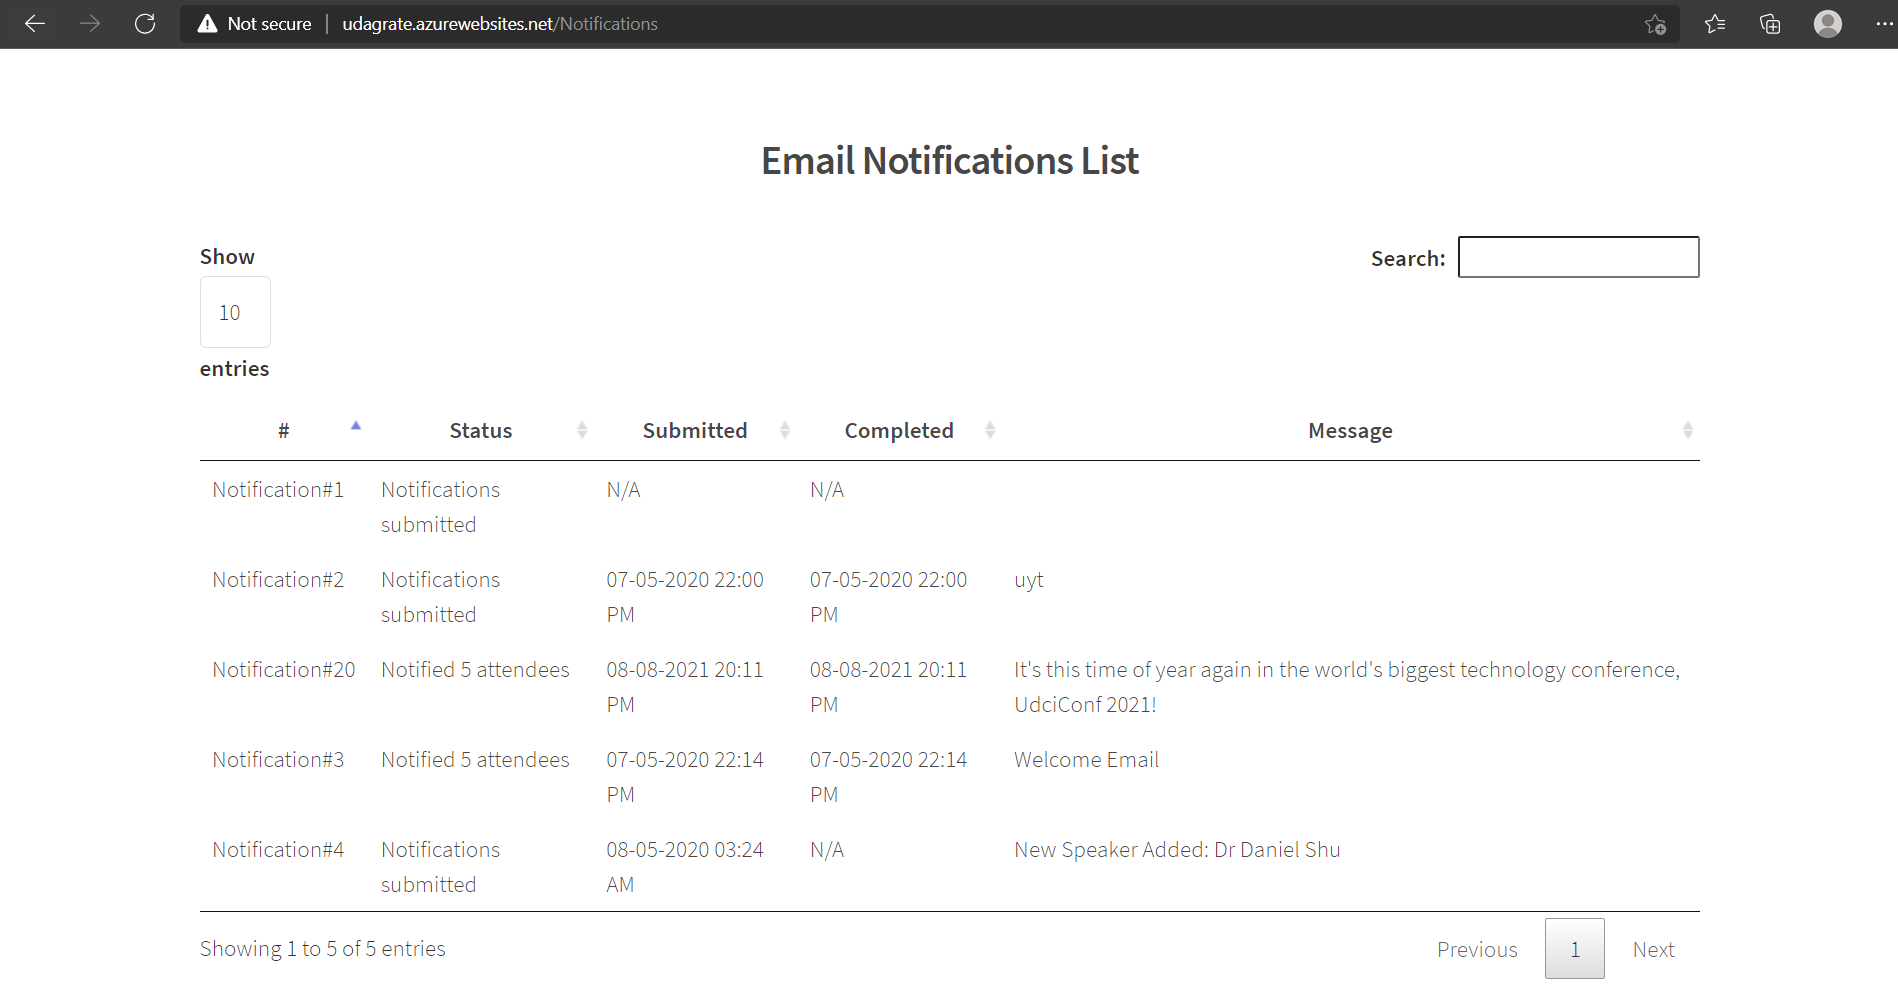 Not secure | udagrate.azurewebsites.net/Notifications
Email Notifications List
Show
10
entries
Search:
# Status Submitted Completed Message
Notification#1 Notifications N/A N/A
submitted
Notification#2 Notifications 07-05-2020 22:00 07-05-2020 22:00 uyt
submitted PM PM
Notification#20 Notified 5 attendees 08-08-2021 20:11 08-08-2021 20:11 It's this time of year again in the world's biggest technology conference,
PM PM UdciConf 2021!
Notification#3 Notified 5 attendees 07-05-2020 22:14 07-05-2020 22:14 Welcome Email
PM PM
Notification#4 Notifications 08-05-2020 03:24 N/A New Speaker Added: Dr Daniel Shu
submitted AM
Showing 1 to 5 of 5 entries
Previous 1 Next